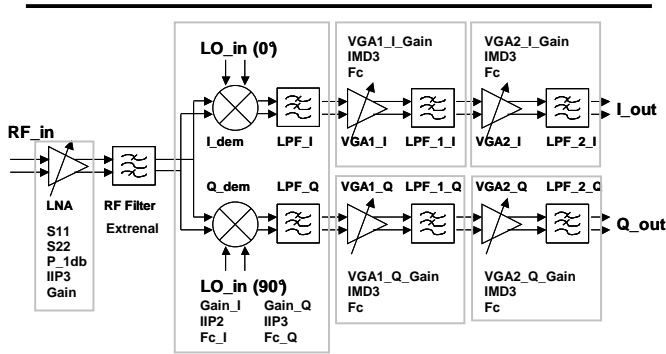 LO_in (0°)
I_dem
LPF_I
VGA1_I_Gain
IMD3
Fc
VGA1_I
LPF_1_I
VGA2_I_Gain
IMD3
Fc
VGA2_I
LPF_2_I
I_out
RF_in
LNA
S11
S22
P_1db
IIP3
Gain
RF Filter
Extrenal
Q_dem
LPF_Q
LO_in (90°)
Gain_I Gain_Q
IIP2 IIP3
Fc_I Fc_Q
VGA1_Q
LPF_1_Q
VGA1_Q_Gain
IMD3
Fc
VGA2_Q
LPF_2_Q
VGA2_Q_Gain
IMD3
Fc
Q_out